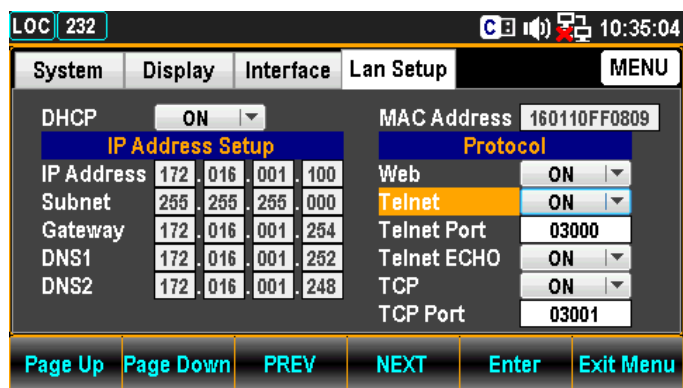 LOC 232 C 10:35:04
System Display Interface Lan Setup MENU
DHCP ON
IP Address Setup
IP Address 172 . 016 . 001 . 100
Subnet 255 . 255 . 255 . 000
Gateway 172 . 016 . 001 . 254
DNS1 172 . 016 . 001 . 252
DNS2 172 . 016 . 001 . 248
MAC Address 160110FF0809
Protocol
Web ON
Telnet ON
Telnet Port 03000
Telnet ECHO ON
TCP ON
TCP Port 03001
Page Up Page Down PREV NEXT Enter Exit Menu